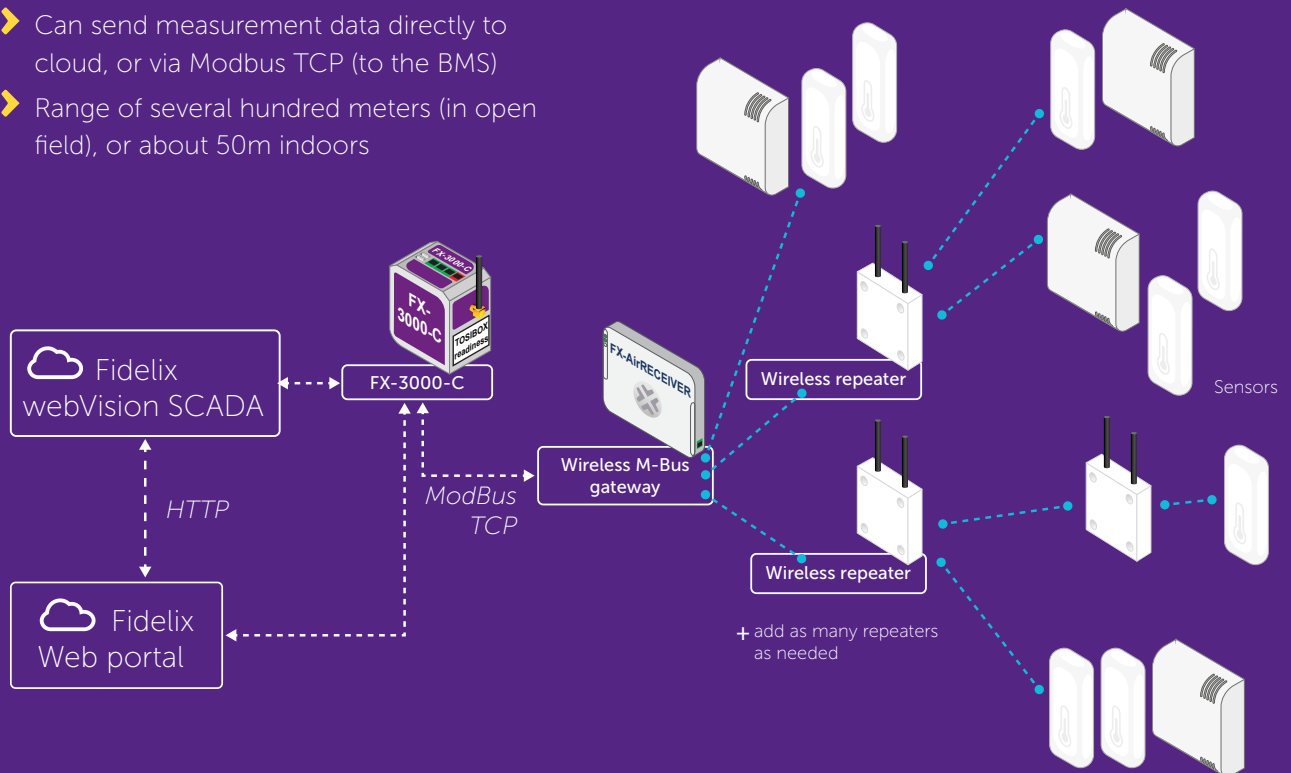 Can send measurement data directly to
cloud, or via Modbus TCP (to the BMS)
Range of several hundred meters (in open
field), or about 50m indoors
FX-3000-C
FX-
3000-C
TOSIBOX
readiness
FX-3000-C
Fidelix
webVision SCADA
HTTP
Fidelix
Web portal
ModBus
TCP
FX-AirRECEIVER
Wireless M-Bus
gateway
Wireless repeater
Sensors
Wireless repeater
+ add as many repeaters
as needed